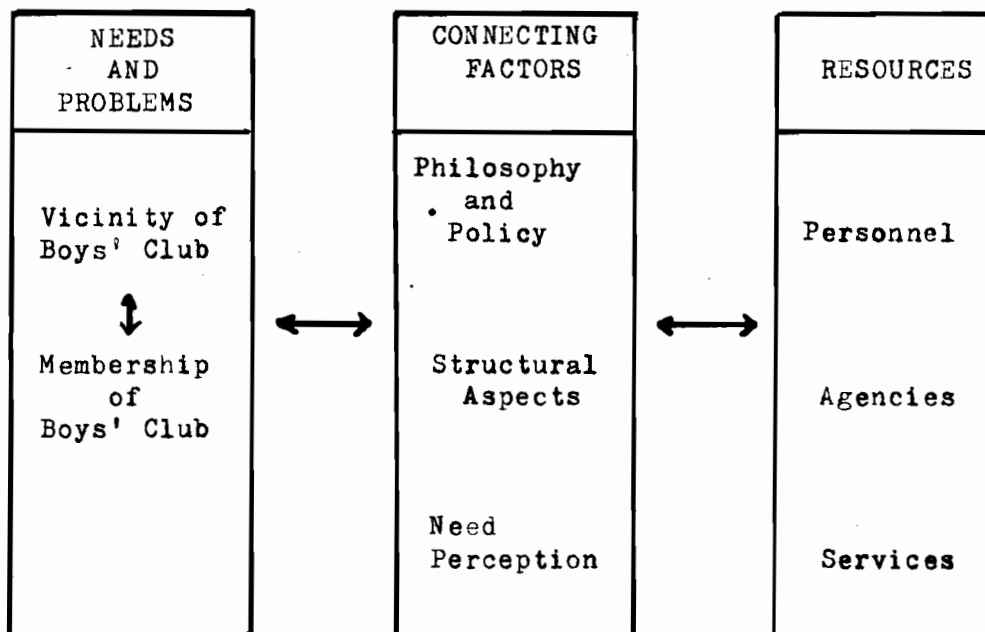 NEEDS
AND
PROBLEMS
Vicinity of
Boys' Club
Membership
of
Boys' Club
CONNECTING
FACTORS
Philosophy
and
Policy
Structural
Aspects
Need
Perception
RESOURCES
Personnel
Agencies
Services